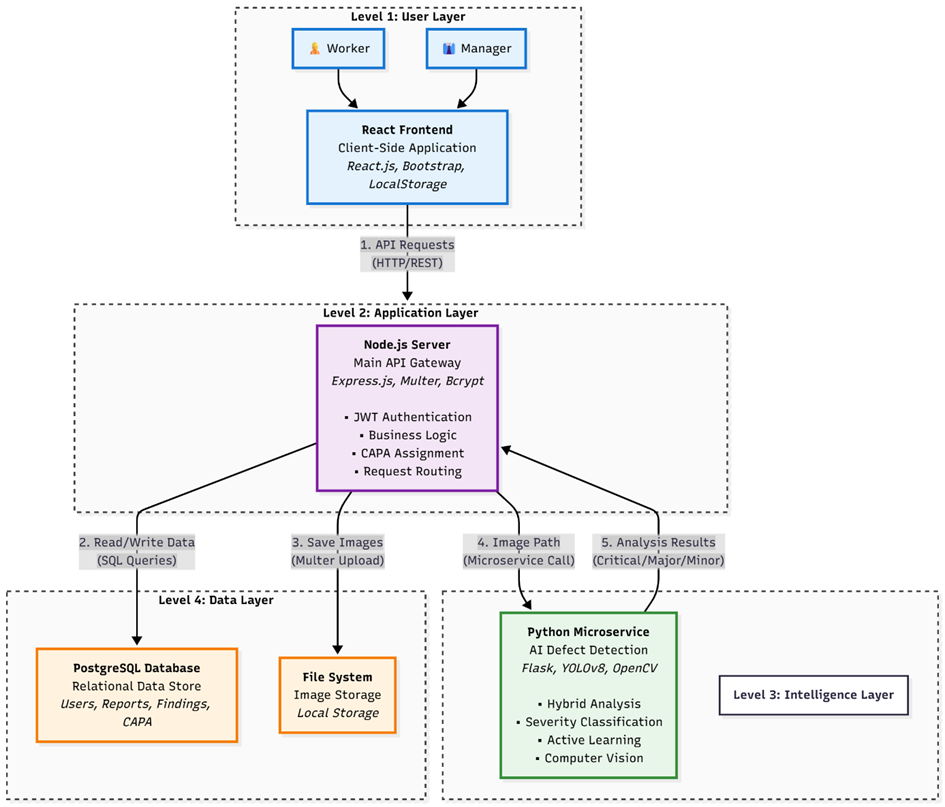 Level 1: User Layer
Worker
Manager
React Frontend
Client-Side Application
React.js, Bootstrap,
LocalStorage
1. API Requests
(HTTP/REST)
Level 2: Application Layer
Node.js Server
Main API Gateway
Express.js, Multer, Bcrypt
▪ JWT Authentication
▪ Business Logic
▪ CAPA Assignment
▪ Request Routing
2. Read/Write Data
(SQL Queries)
3. Save Images
(Multer Upload)
4. Image Path
(Microservice Call)
5. Analysis Results
(Critical/Major/Minor)
Level 4: Data Layer
PostgreSQL Database
Relational Data Store
Users, Reports, Findings,
CAPA
File System
Image Storage
Local Storage
Python Microservice
AI Defect Detection
Flask, YOLOv8, OpenCV
▪ Hybrid Analysis
▪ Severity Classification
▪ Active Learning
▪ Computer Vision
Level 3: Intelligence Layer